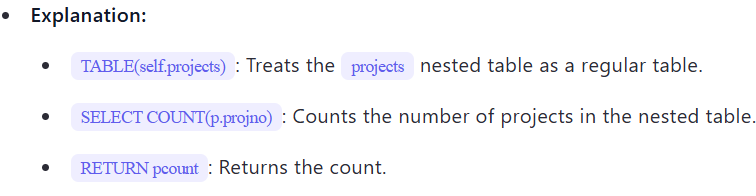 • Explanation:
• TABLE(self.projects) : Treats the projects nested table as a regular table.
• SELECT COUNT(p.projno) : Counts the number of projects in the nested table.
• RETURN pcount : Returns the count.